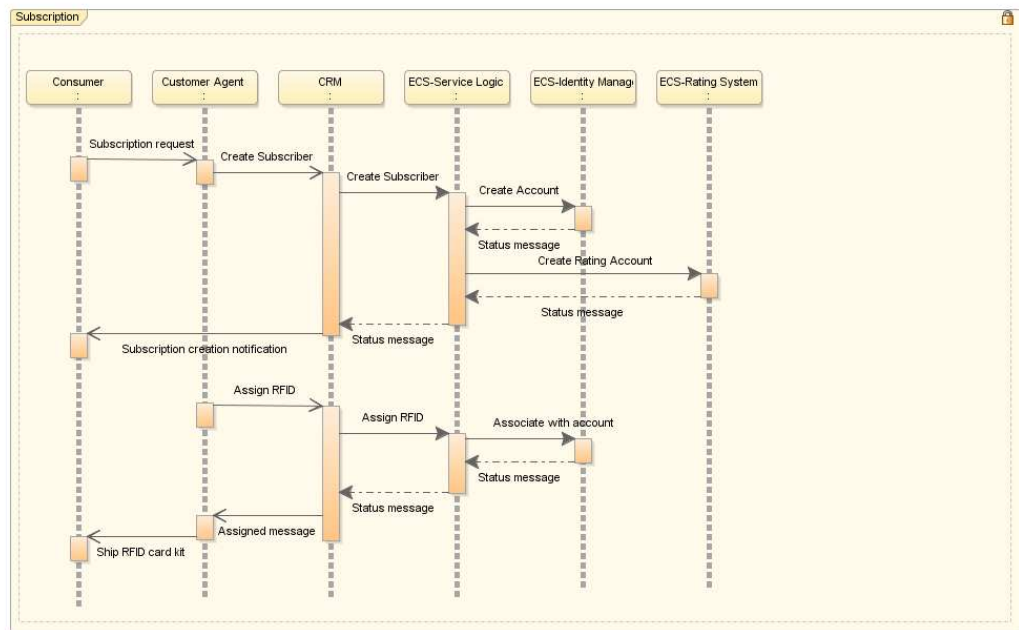 Subscription
Consumer
:
Customer Agent
:
CRM
:
ECS-Service Logic
:
ECS-Identity Manag
:
ECS-Rating System
:
Subscription request
Create Subscriber
Create Subscriber
Create Account
Status message
Create Rating Account
Status message
Status message
Subscription creation notification
Assign RFID
Assign RFID
Associate with account
Status message
Status message
Assigned message
Ship RFID card kit